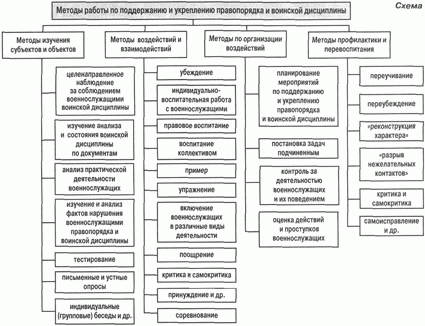 Схема
Методы работы по поддержанию и укреплению правопорядка и воинской дисциплины
Методы изучения
субъектов и объектов
целенаправленное
наблюдение
за соблюдением
военнослужащими
воинской дисциплины
изучение анализа
и состояния воинской
дисциплины
по документам
анализ практической
деятельности
военнослужащих
изучение и анализ
фактов нарушения
военнослужащими
правопорядка
и воинской дисциплины
тестирование
письменные и устные
опросы
индивидуальные
(групповые) беседы и др.
Методы воздействий и
взаимодействий
убеждение
индивидуально-
воспитательная работа
с военнослужащими
правовое воспитание
воспитание
коллективом
пример
упражнение
включение
военнослужащих
в различные виды
деятельности
поощрение
критика и самокритика
принуждение и др.
соревнование
Методы по организации
воздействий
планирование
мероприятий
по поддержанию
и укреплению
правопорядка
и воинской дисциплины
постановка задач
подчиненным
контроль за
деятельностью
военнослужащих
и их поведением
оценка действий
и проступков
военнослужащих
Методы профилактики и
перевоспитания
переучивание
переубеждение
«реконструкция
характера»
«разрыв
нежелательных
контактов»
критика и
самокритика
самоисправление
и др.